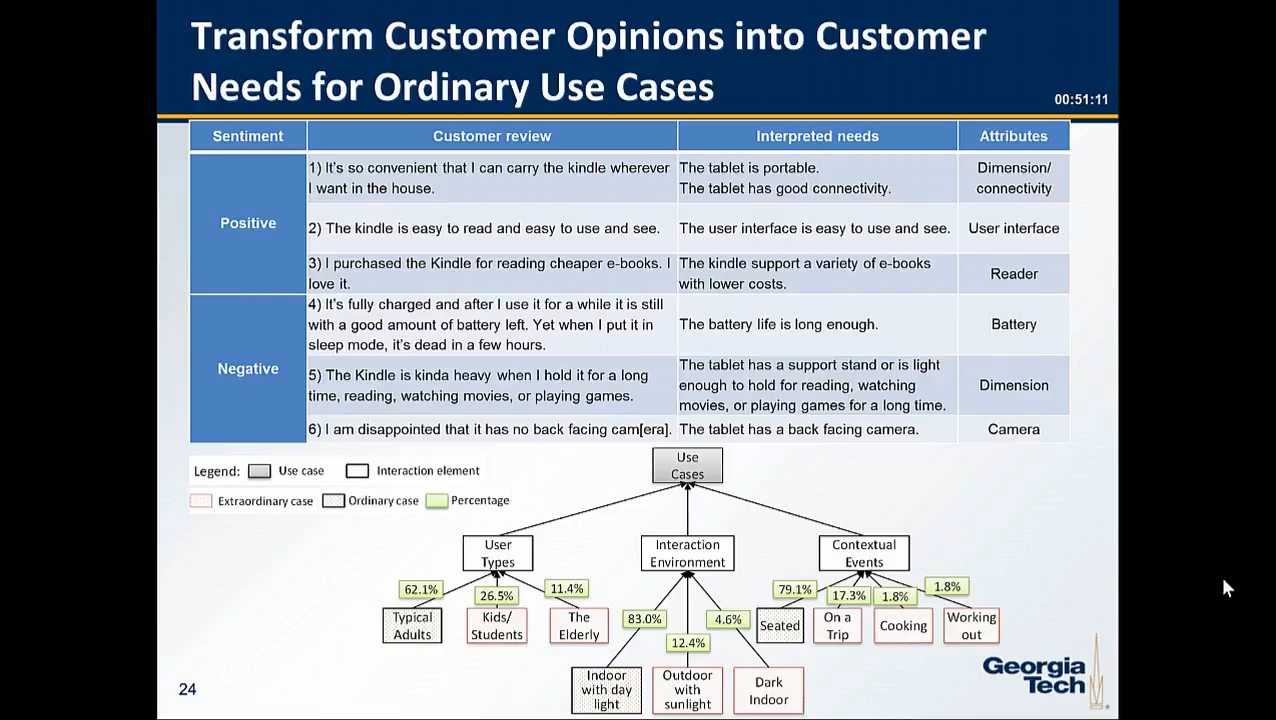 Transform Customer Opinions into Customer
Needs for Ordinary Use Cases
00:51:11
Sentiment
Customer review
Interpreted needs
Attributes
Positive
1) It's so convenient that I can carry the kindle wherever
I want in the house.
The tablet is portable.
The tablet has good connectivity.
Dimension/
connectivity
2) The kindle is easy to read and easy to use and see.
The user interface is easy to use and see.
User interface
3) I purchased the Kindle for reading cheaper e-books. I
love it.
The kindle support a variety of e-books
with lower costs.
Reader
Negative
4) It's fully charged and after I use it for a while it is still
with a good amount of battery left. Yet when I put it in
sleep mode, it's dead in a few hours.
The battery life is long enough.
Battery
5) The Kindle is kinda heavy when I hold it for a long
time, reading, watching movies, or playing games.
The tablet has a support stand or is light
enough to hold for reading, watching
movies, or playing games for a long time.
Dimension
6) I am disappointed that it has no back facing cam[era].
The tablet has a back facing camera.
Camera
Legend:
Use case
Interaction element
Extraordinary case
Ordinary case
Percentage
Use
Cases
User
Types
Interaction
Environment
Contextual
Events
62.1%
26.5%
11.4%
83.0%
12.4%
4.6%
79.1%
17.3%
1.8%
1.8%
Typical
Adults
Kids/
Students
The
Elderly
Indoor
with day
light
Outdoor
with
sunlight
Dark
Indoor
Seated
On a
Trip
Cooking
Working
out
24
Georgia
Tech